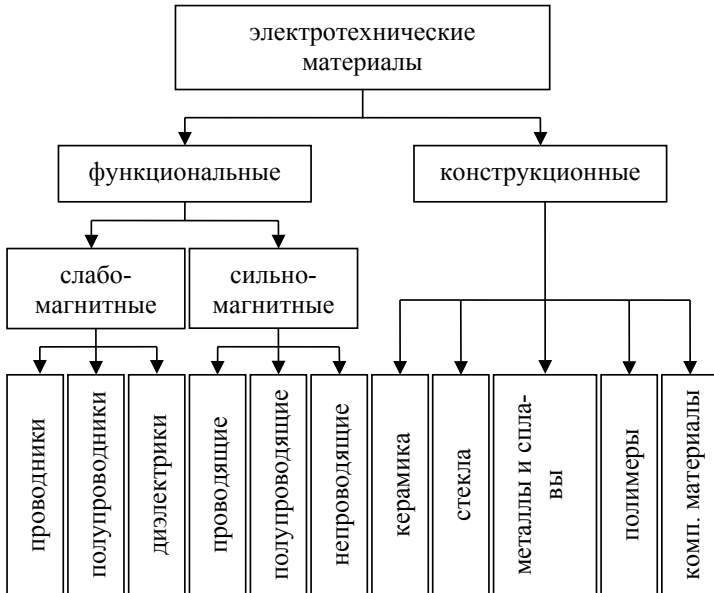 электротехнические
материалы
функциональные
конструкционные
слабо-
магнитные
сильно-
магнитные
проводники
полупроводники
диэлектрики
проводящие
полупроводящие
непроводящие
керамика
стекла
металлы и спла-
вы
полимеры
комп. материалы